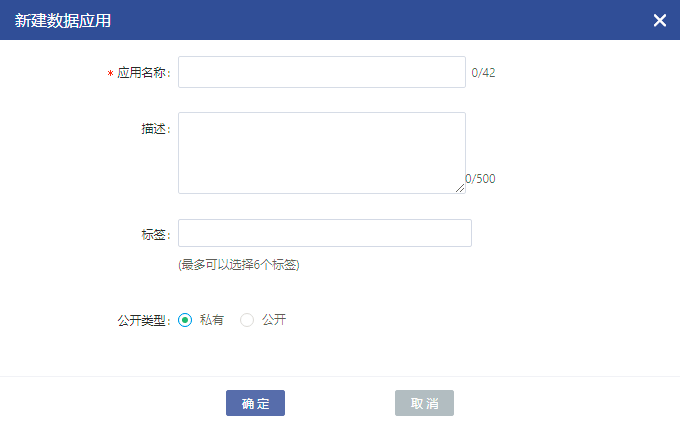 新建数据应用
* 应用名称: 0/42
描述: 0/500
标签:
(最多可以选择6个标签)
公开类型: 私有 公开
确定 取消